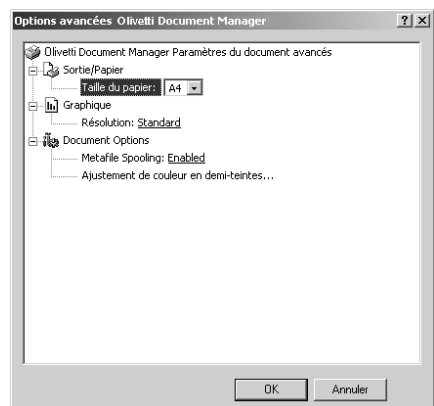 Options avancées Olivetti Document Manager
Olivetti Document Manager Paramètres du document avancés
Sortie/Papier
Taille du papier: A4
Graphique
Résolution: Standard
Document Options
Metafile Spooling: Enabled
Ajustement de couleur en demi-teintes...
OK Annuler